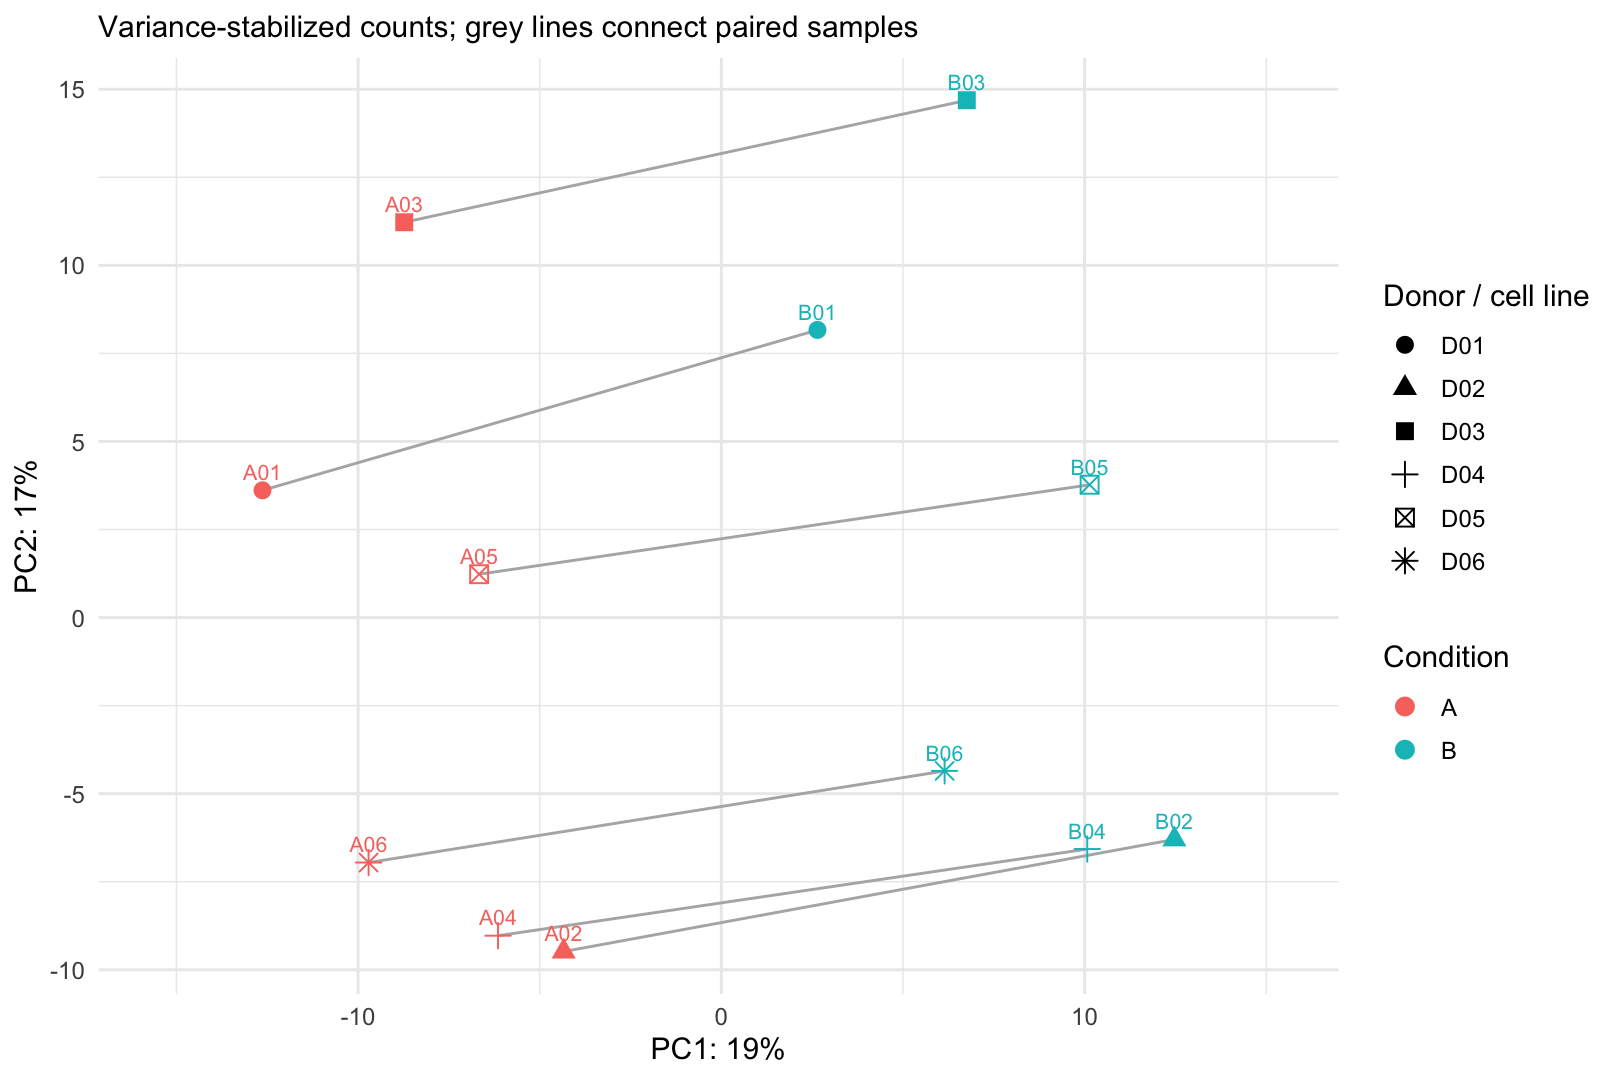 Variance-stabilized counts; grey lines connect paired samples
15
10
5
0
-5
-10
PC2: 17%
B03
A03
B01
A01
B05
A05
B06
A06
B04
B02
A04
A02
-10
0
10
PC1: 19%
Donor / cell line
D01
D02
D03
D04
D05
D06
Condition
A
B